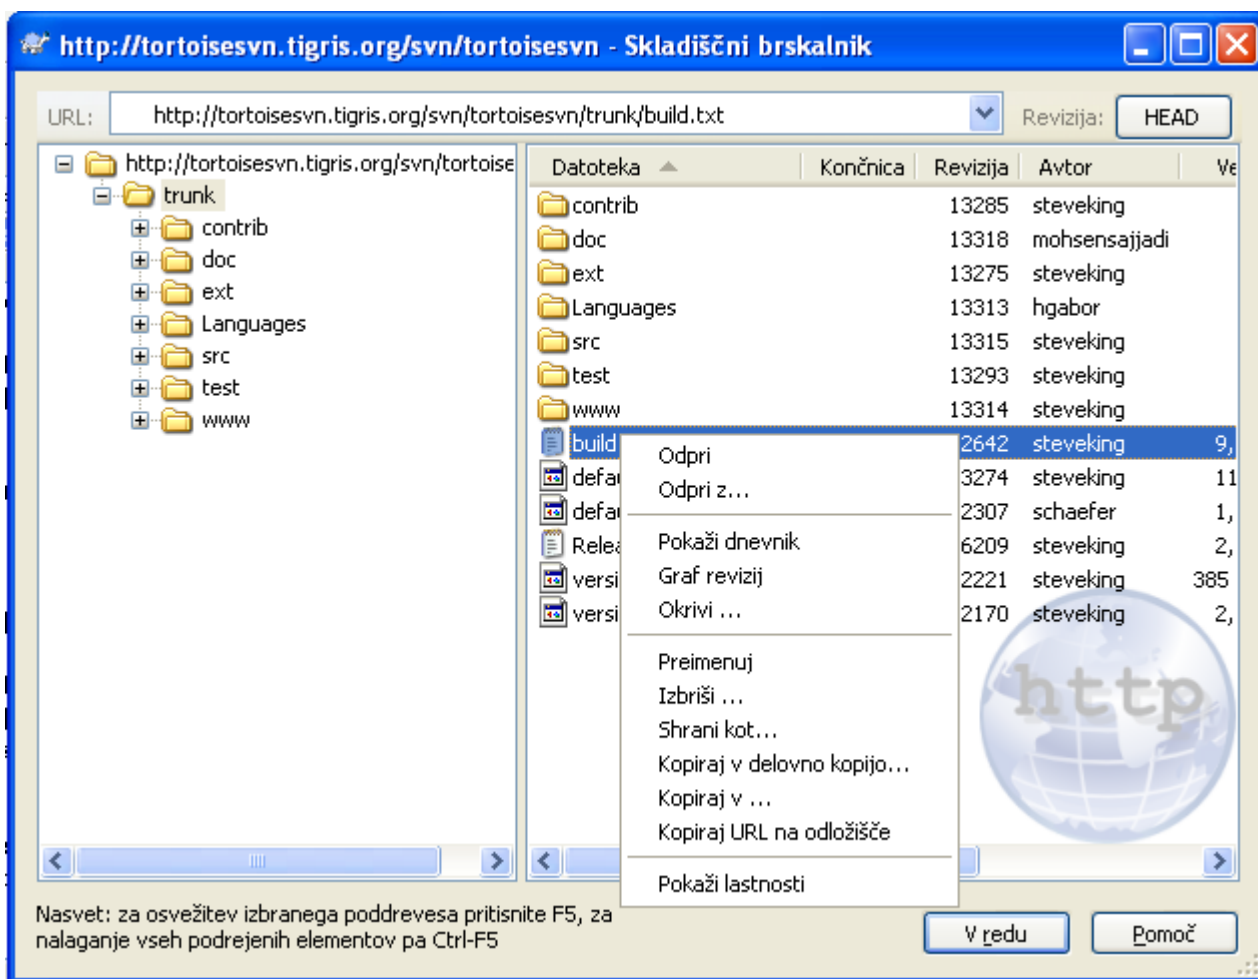 http://tortoisesvn.tigris.org/svn/tortoisesvn - Skladiščni brskalnik
URL: http://tortoisesvn.tigris.org/svn/tortoisesvn/trunk/build.txt Revizija: HEAD
http://tortoisesvn.tigris.org/svn/tortoise
trunk
contrib
doc
ext
Languages
src
test
www
Datoteka Končnica Revizija Avtor Ve
contrib 13285 steveking
doc 13318 mohsensajjadi
ext 13275 steveking
Languages 13313 hgabor
src 13315 steveking
test 13293 steveking
www 13314 steveking
build 2642 steveking 9,
defau 3274 steveking 11
defau 2307 schaefer 1,
Relea 6209 steveking 2,
versi 2221 steveking 385
versi 2170 steveking 2,
Odpri
Odpri z...
Pokaži dnevnik
Graf revizij
Okrivi ...
Preimenuj
Izbriši ...
Shrani kot...
Kopiraj v delovno kopijo...
Kopiraj v ...
Kopiraj URL na odložišče
Pokaži lastnosti
http
Nasvet: za osvežitev izbranega poddrevesa pritisnite F5, za
nalaganje vseh podrejenih elementov pa Ctrl-F5
V redu
Pomoč